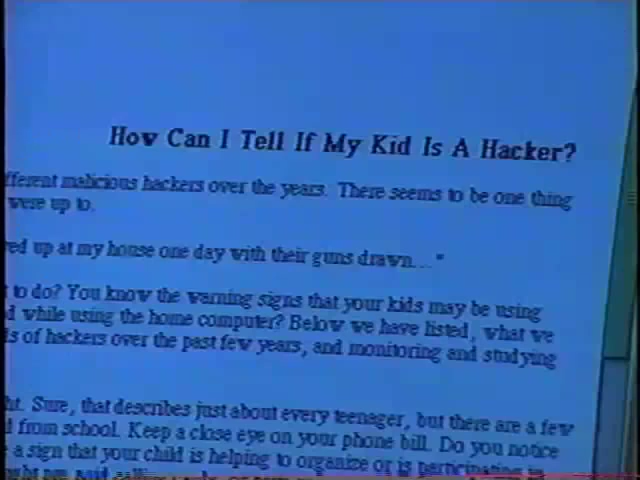 How Can I Tell If My Kid Is A Hacker?
fferent malicious hackers over the years. There seems to be one thing
were up to.
ed up at my house one day with their guns drawn..."
to do? You know the warning signs that your kids may be using
d while using the home computer? Below we have listed, what we
s of hackers over the past few years, and monitoring and studying
ht. Sure, that describes just about every teenager, but there are a few
d from school. Keep a close eye on your phone bill. Do you notice
a sign that your child is helping to organize or is participating in